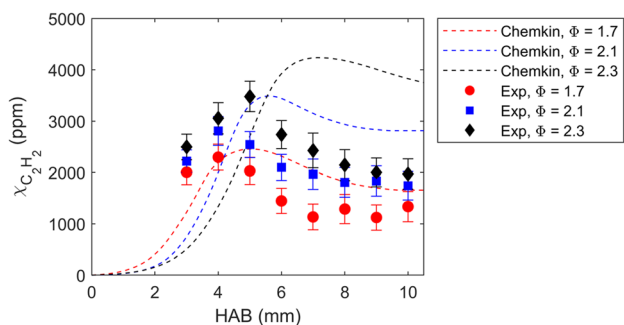 5000
4000
3000
2000
1000
0
χC₂H₂ (ppm)
0 2 4 6 8 10
HAB (mm)
Chemkin, Φ = 1.7
Chemkin, Φ = 2.1
Chemkin, Φ = 2.3
Exp, Φ = 1.7
Exp, Φ = 2.1
Exp, Φ = 2.3